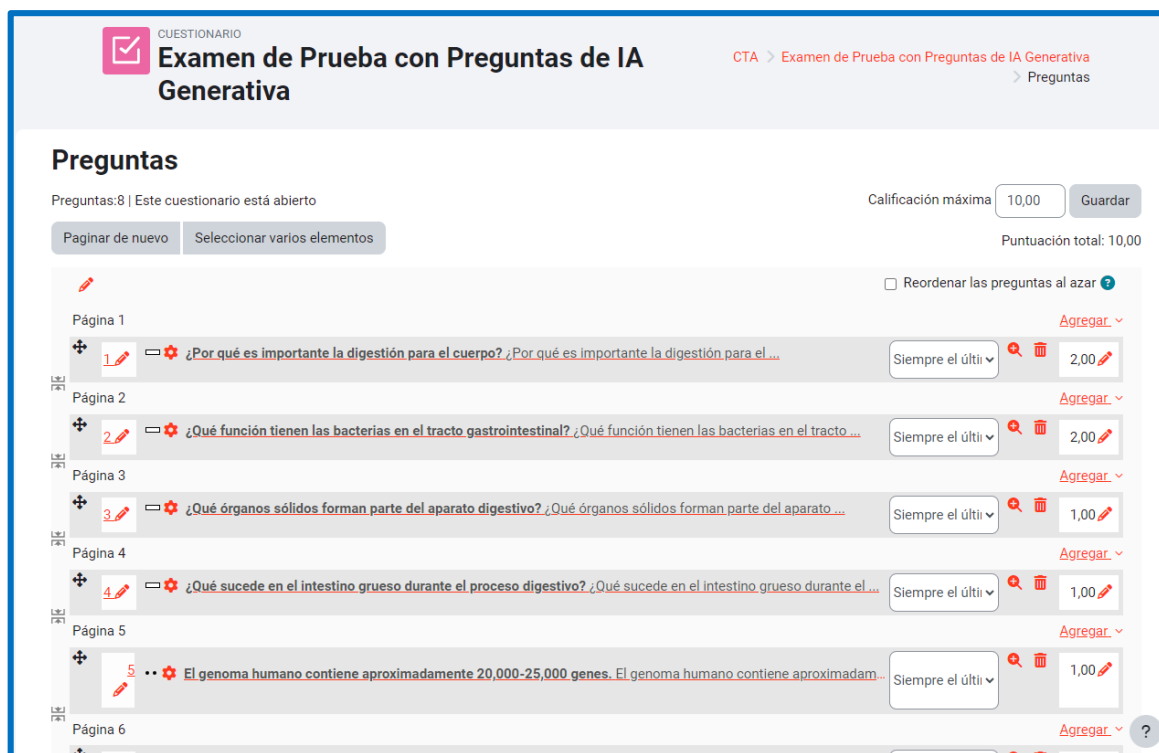 CUESTIONARIO
Examen de Prueba con Preguntas de IA
Generativa
CTA > Examen de Prueba con Preguntas de IA Generativa
> Preguntas
Preguntas
Preguntas:8 | Este cuestionario está abierto
Calificación máxima 10,00 Guardar
Paginar de nuevo Seleccionar varios elementos
Puntuación total: 10,00
Reordenar las preguntas al azar ?
Página 1 Agregar
1 ¿Por qué es importante la digestión para el cuerpo? ¿Por qué es importante la digestión para el ... Siempre el últi 2,00
Página 2 Agregar
2 ¿Qué función tienen las bacterias en el tracto gastrointestinal? ¿Qué función tienen las bacterias en el tracto ... Siempre el últi 2,00
Página 3 Agregar
3 ¿Qué órganos sólidos forman parte del aparato digestivo? ¿Qué órganos sólidos forman parte del aparato ... Siempre el últi 1,00
Página 4 Agregar
4 ¿Qué sucede en el intestino grueso durante el proceso digestivo? ¿Qué sucede en el intestino grueso durante el ... Siempre el últi 1,00
Página 5 Agregar
5 El genoma humano contiene aproximadamente 20,000-25,000 genes. El genoma humano contiene aproximadam... Siempre el últi 1,00
Página 6 Agregar
?